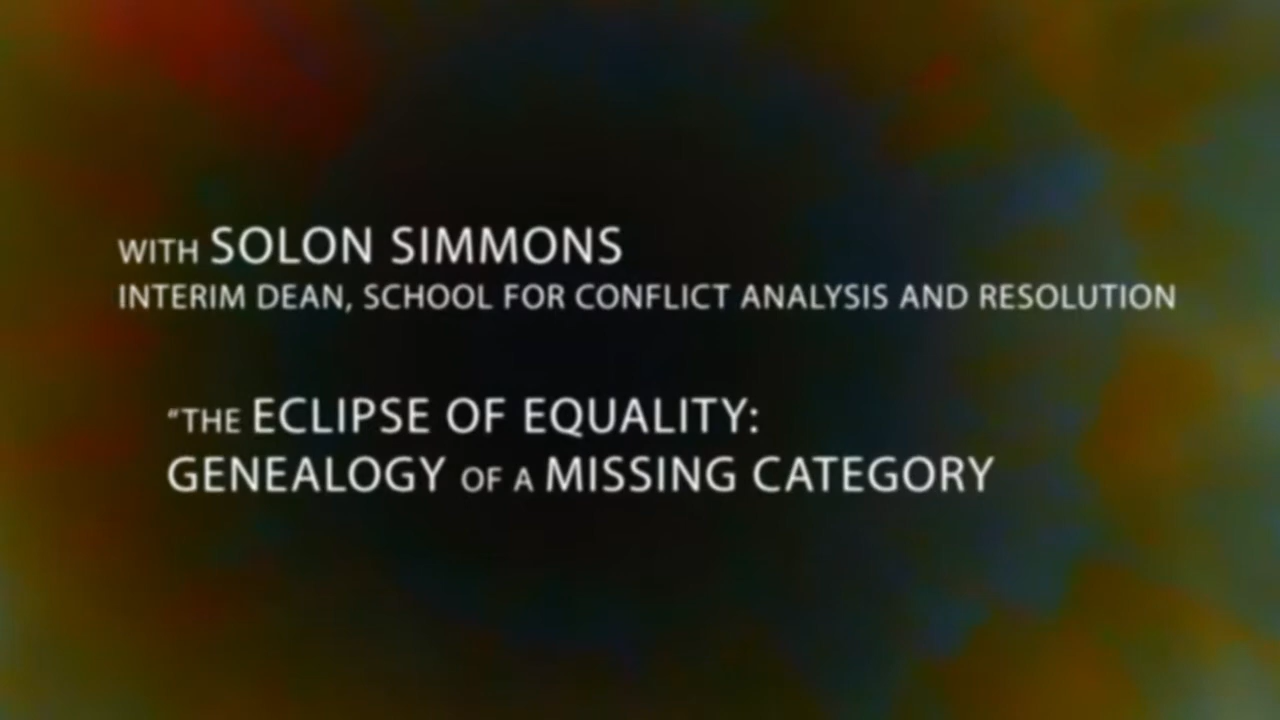 WITH SOLON SIMMONS
INTERIM DEAN, SCHOOL FOR CONFLICT ANALYSIS AND RESOLUTION
“THE ECLIPSE OF EQUALITY:
GENEALOGY OF A MISSING CATEGORY